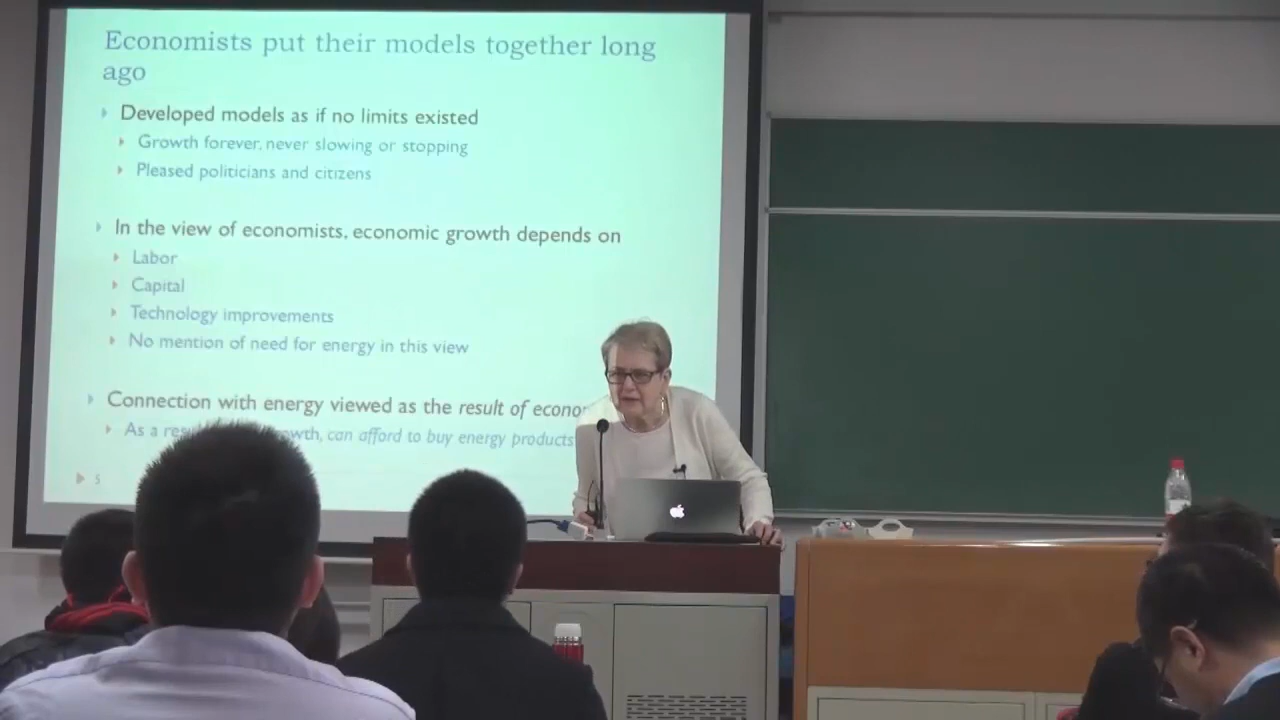 Economists put their models together long
ago
Developed models as if no limits existed
Growth forever, never slowing or stopping
Pleased politicians and citizens
In the view of economists, economic growth depends on
Labor
Capital
Technology improvements
No mention of need for energy in this view
Connection with energy viewed as the result of
As a growth, can afford to buy energy products
5